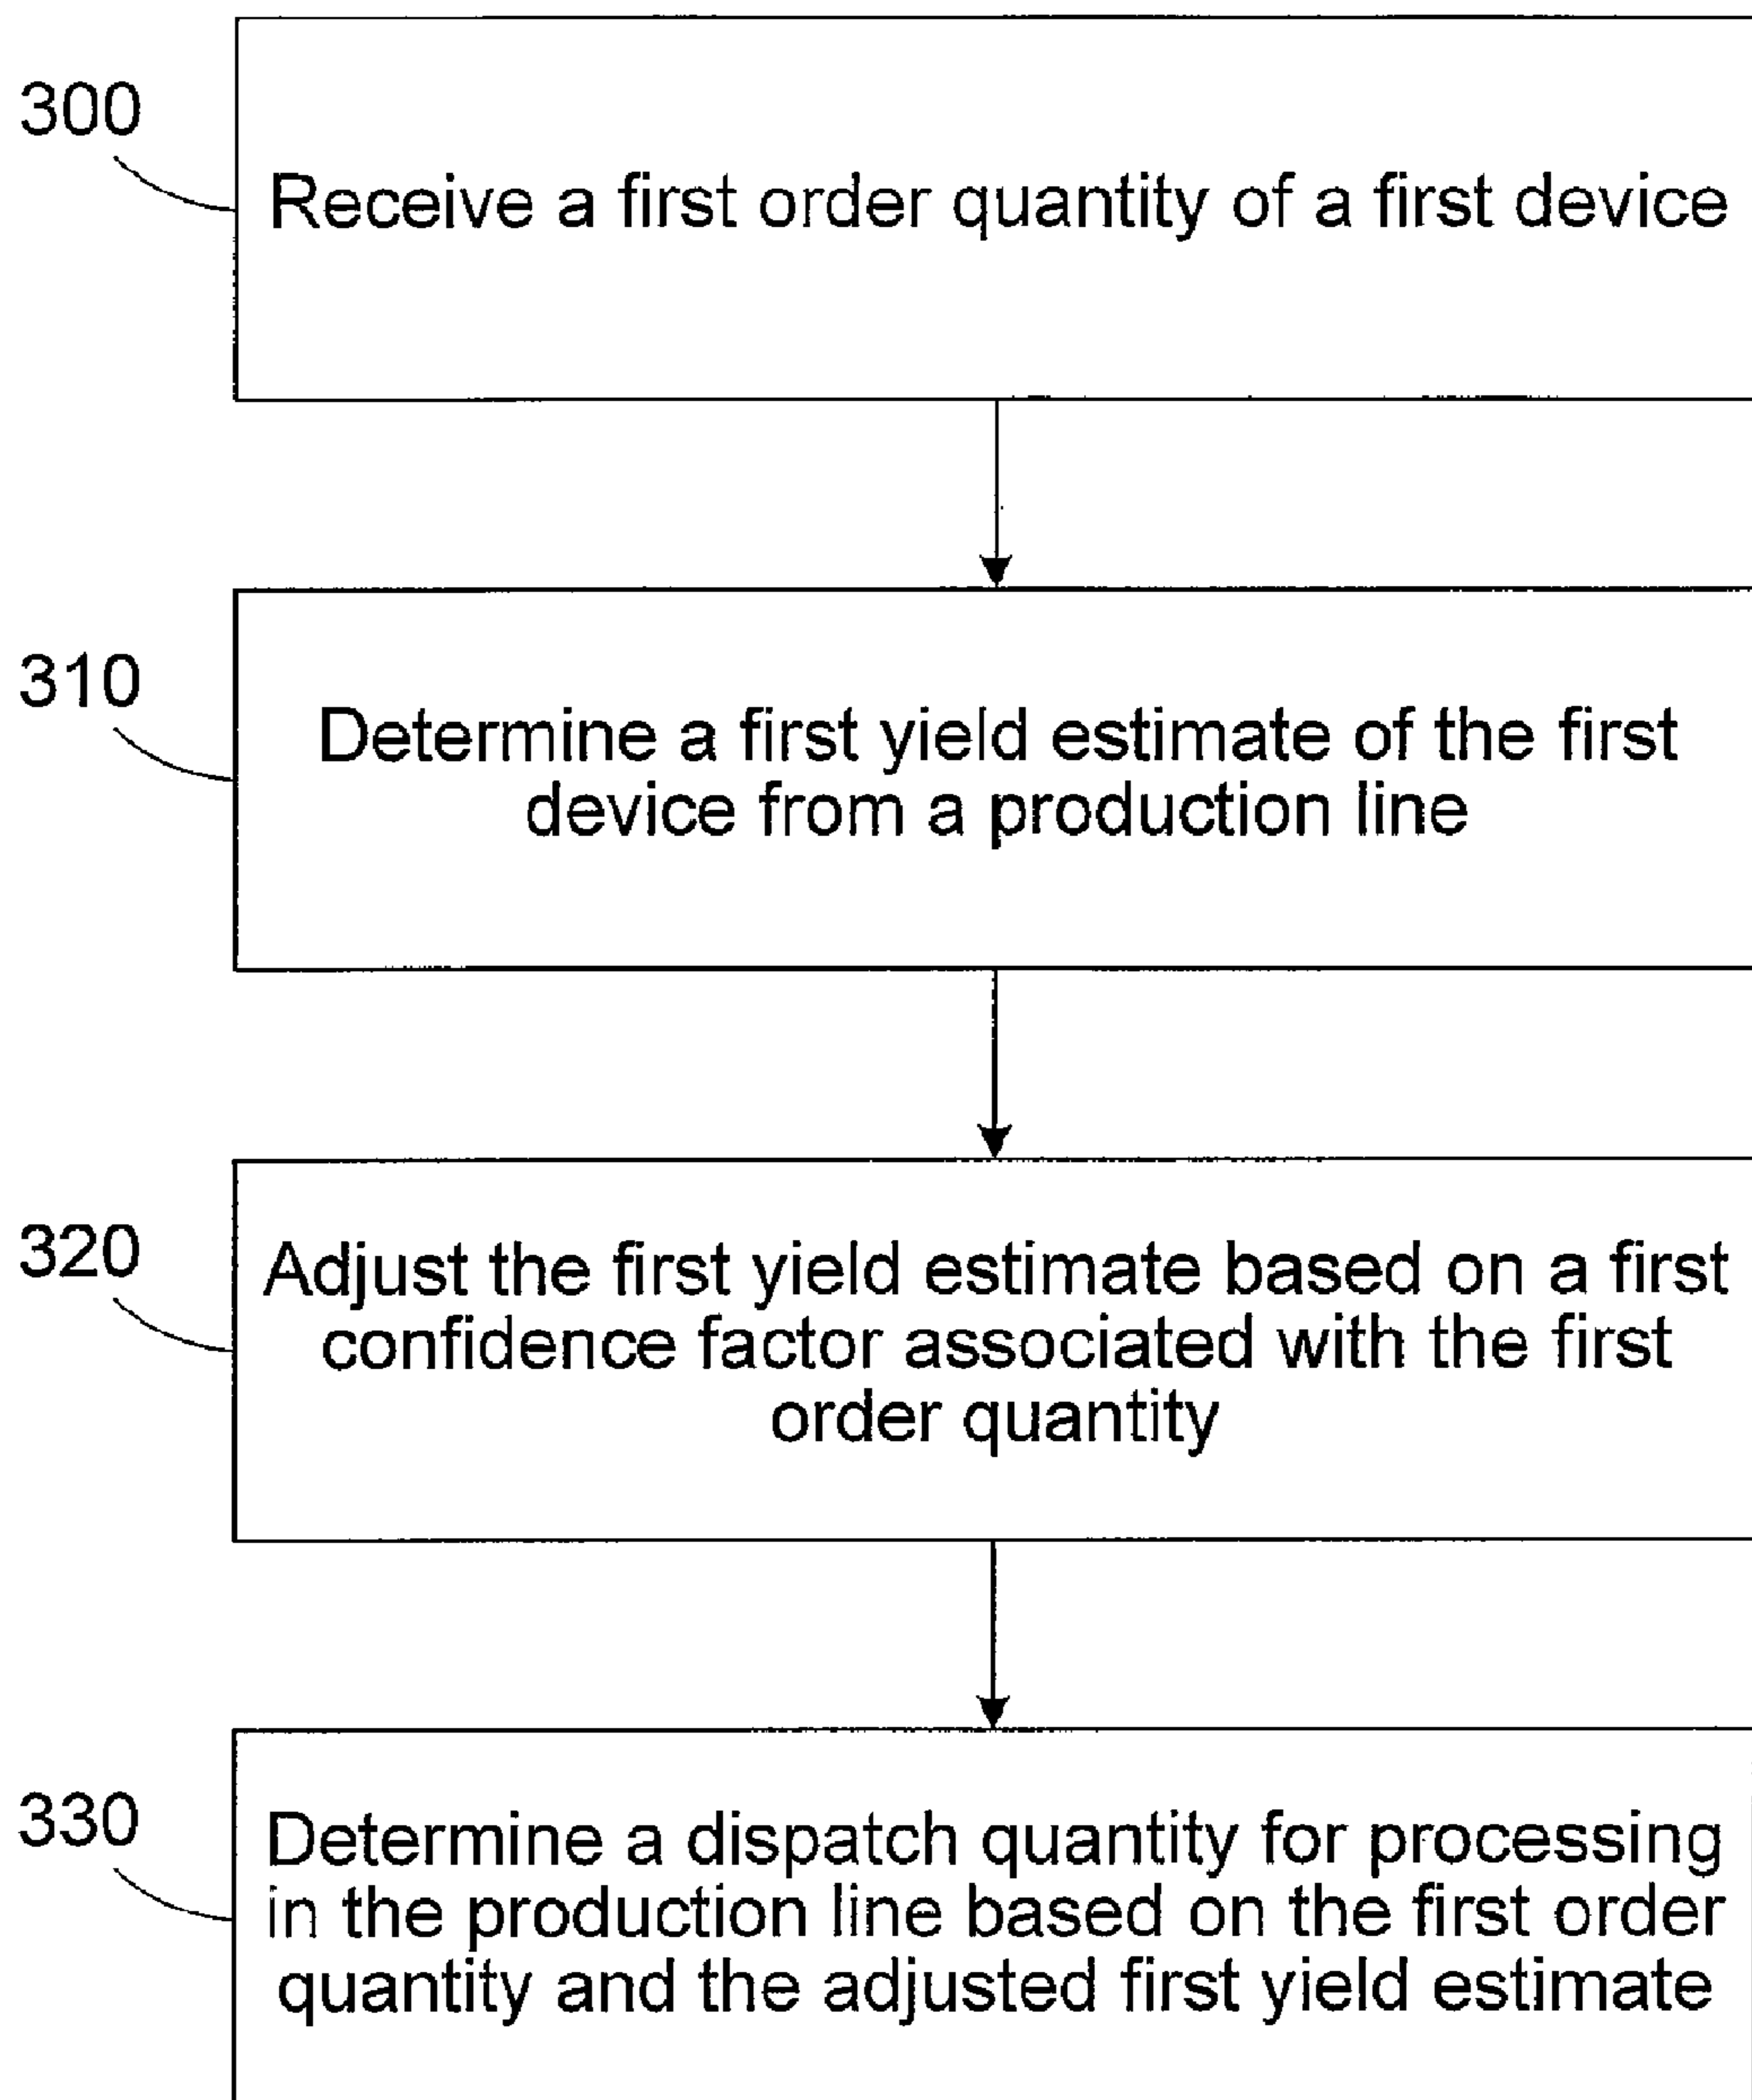 300
Receive a first order quantity of a first device
310
Determine a first yield estimate of the first
device from a production line
320
Adjust the first yield estimate based on a first
confidence factor associated with the first
order quantity
330
Determine a dispatch quantity for processing
in the production line based on the first order
quantity and the adjusted first yield estimate